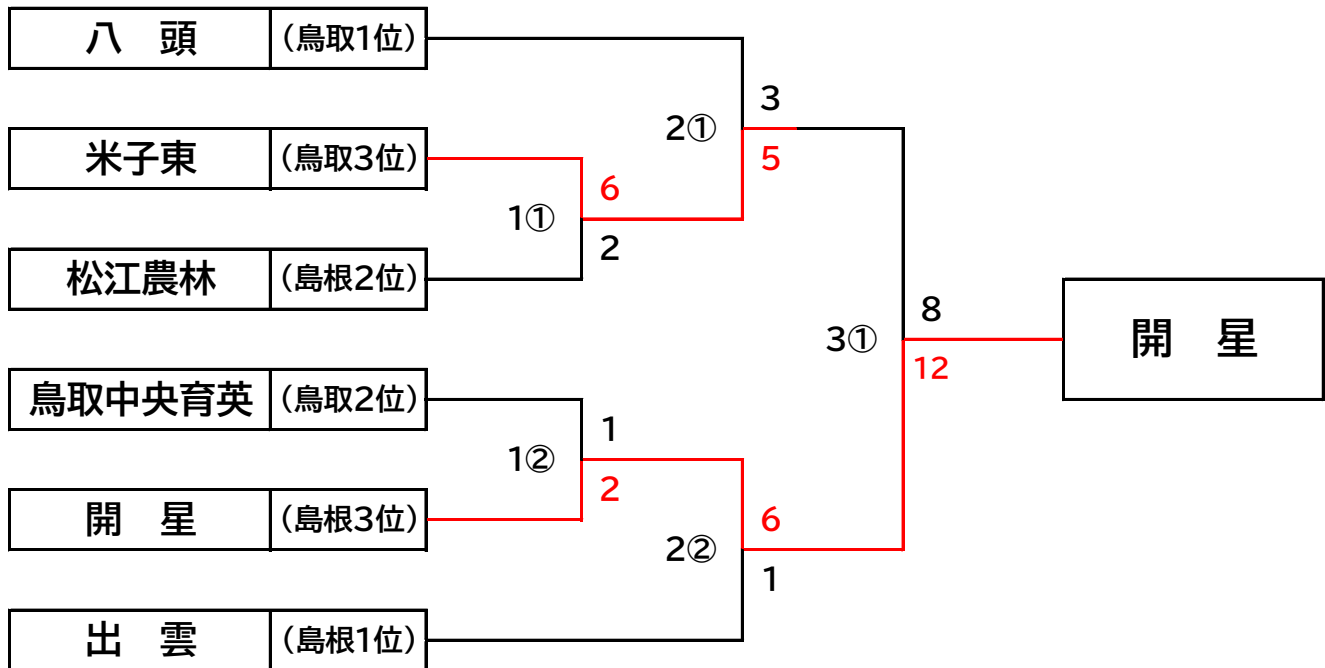 八　頭 (鳥取1位)
3
2①
米子東 (鳥取3位)
5
6
1①
2
松江農林 (島根2位)
8
3①
開　星
12
鳥取中央育英 (鳥取2位)
1
1②
2
開　星 (島根3位)
6
2②
1
出　雲 (島根1位)